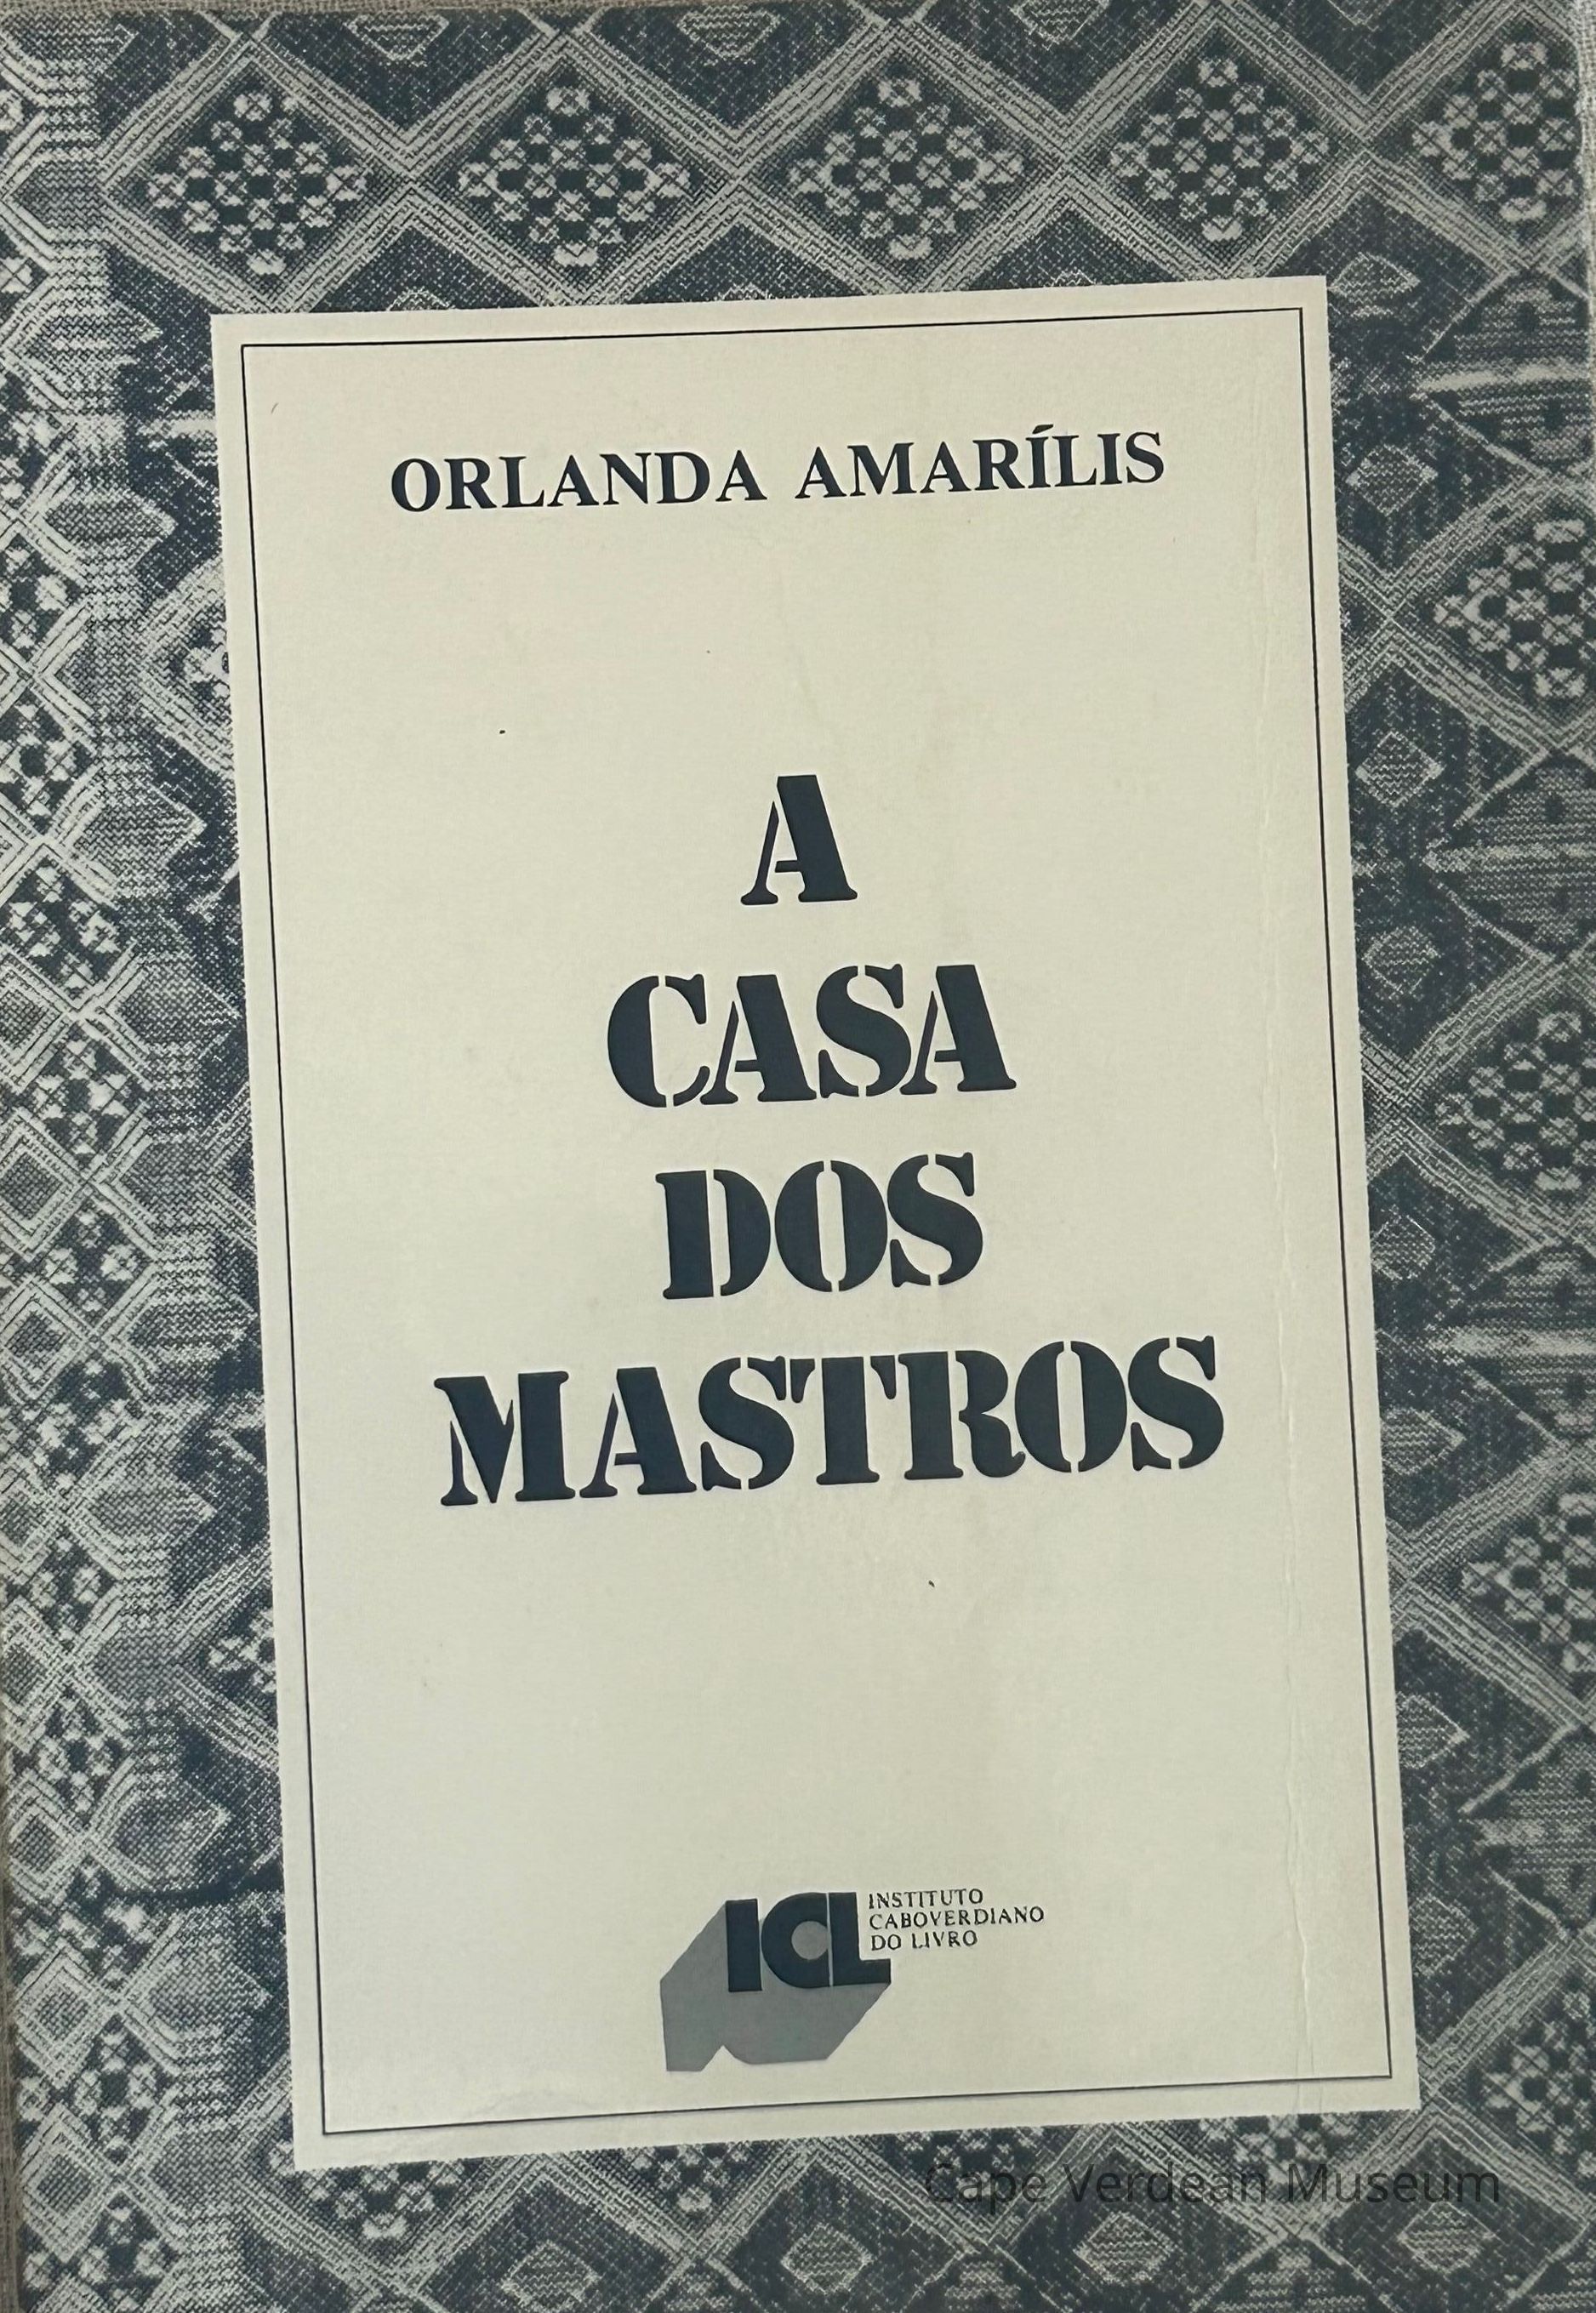 ORLANDA AMARÍLIS
A
CASA
DOS
MASTROS
ICL
INSTITUTO
CABOVERDIANO
DO LIVRO
Cape Verdean Museum